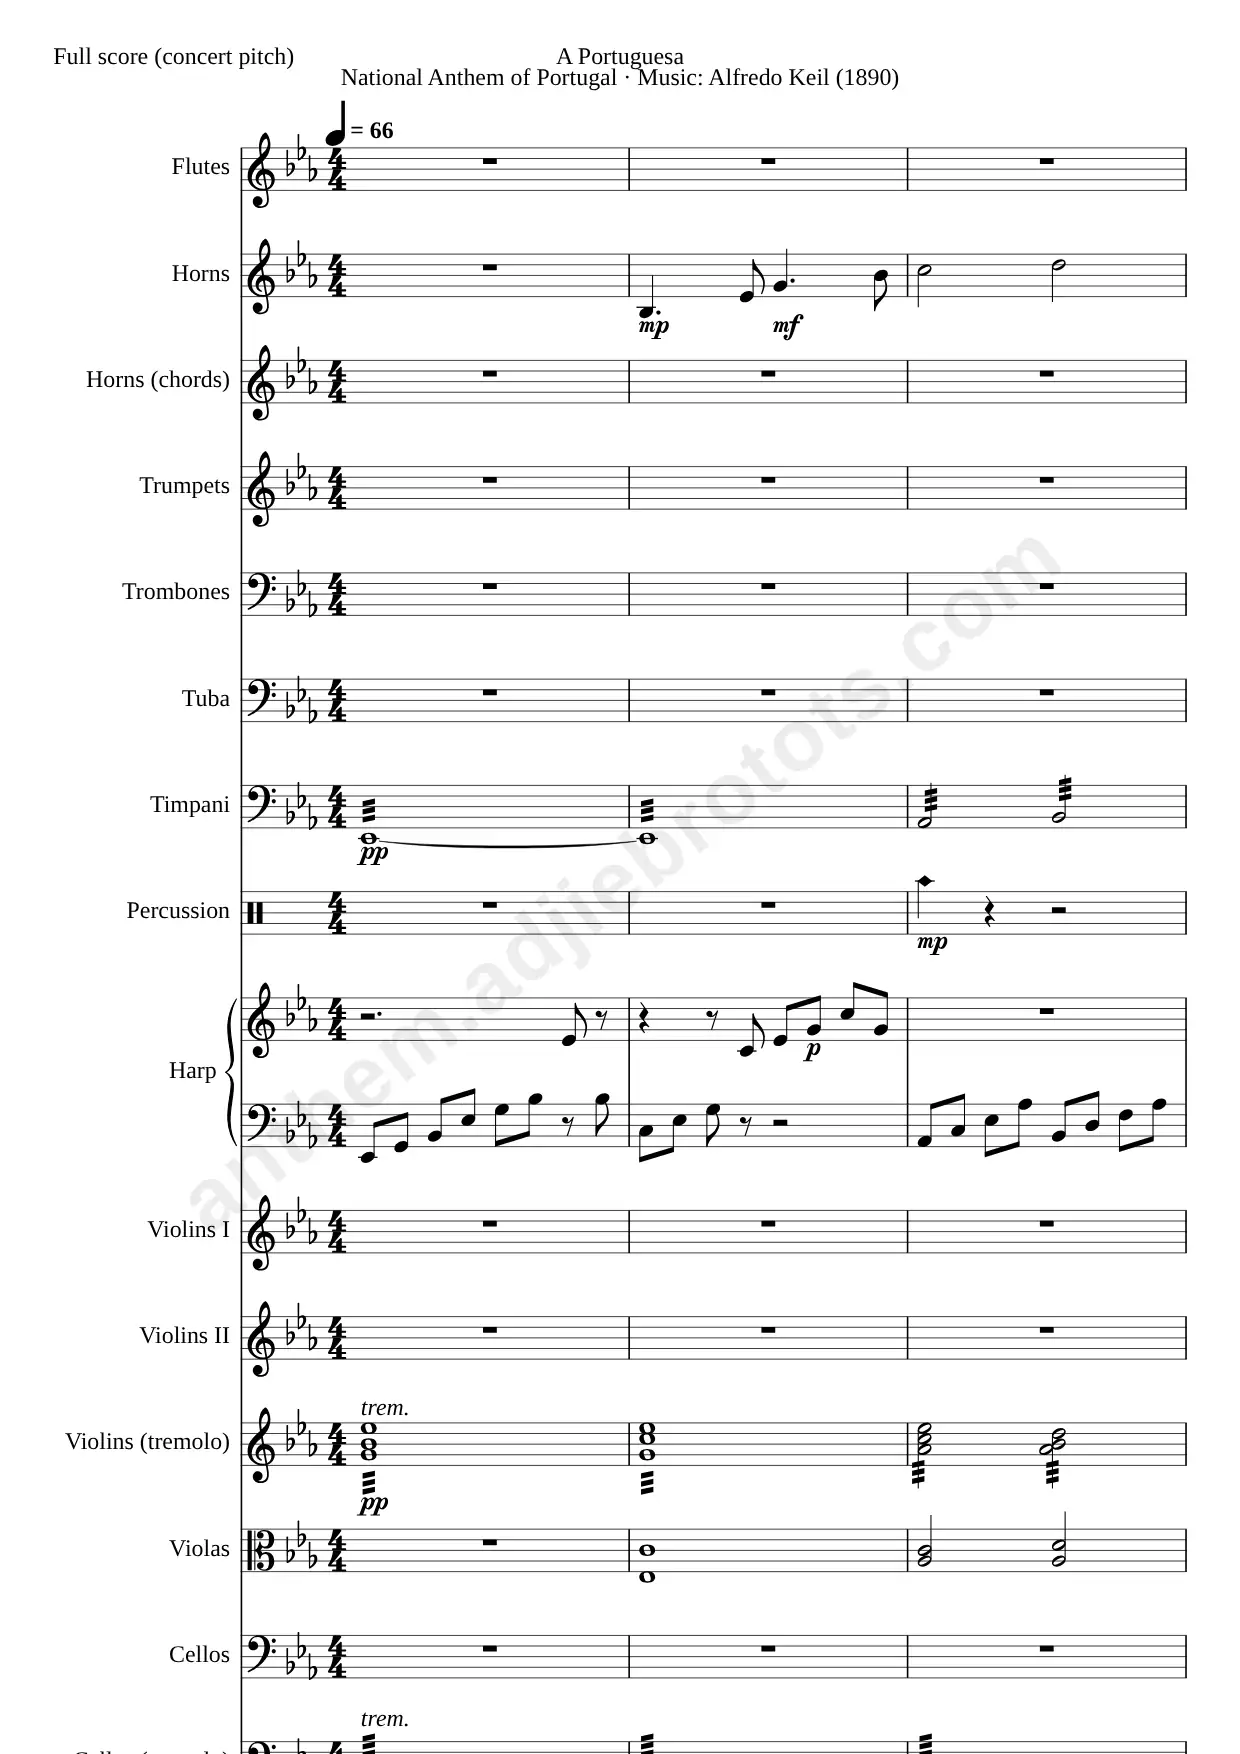 Full score (concert pitch)
A Portuguesa
National Anthem of Portugal · Music: Alfredo Keil (1890)
= 66
Flutes
Horns
mp mf
Horns (chords)
Trumpets
Trombones
Tuba
Timpani
pp
Percussion
mp
Harp
p
Violins I
Violins II
trem.
Violins (tremolo)
pp
Violas
Cellos
trem.
anthem.adjiebrotots.com